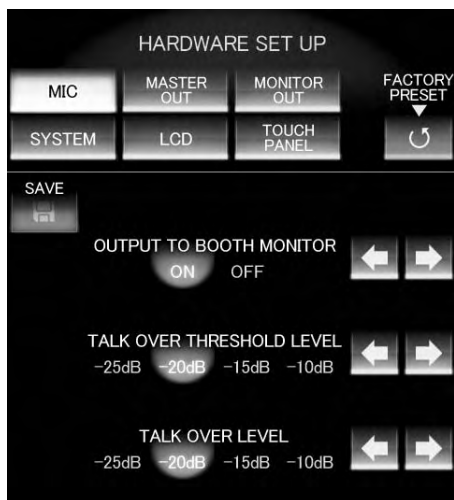 HARDWARE SET UP
MIC
MASTER OUT
MONITOR OUT
FACTORY PRESET
SYSTEM
LCD
TOUCH PANEL
SAVE
OUTPUT TO BOOTH MONITOR
ON OFF
TALK OVER THRESHOLD LEVEL
-25dB -20dB -15dB -10dB
TALK OVER LEVEL
-25dB -20dB -15dB -10dB